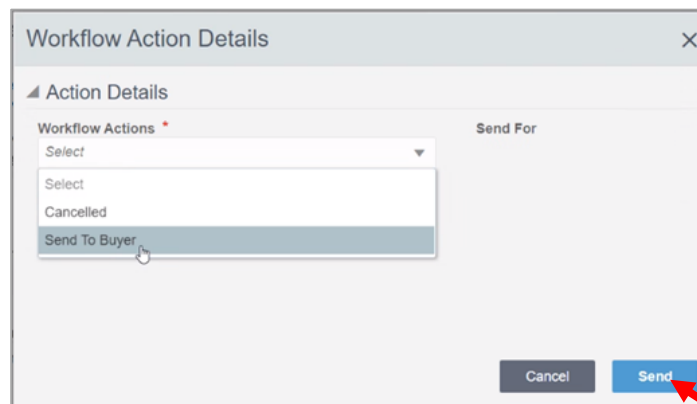 Workflow Action Details
Action Details
Workflow Actions * Send For
Select
Select
Cancelled
Send To Buyer
Cancel Send